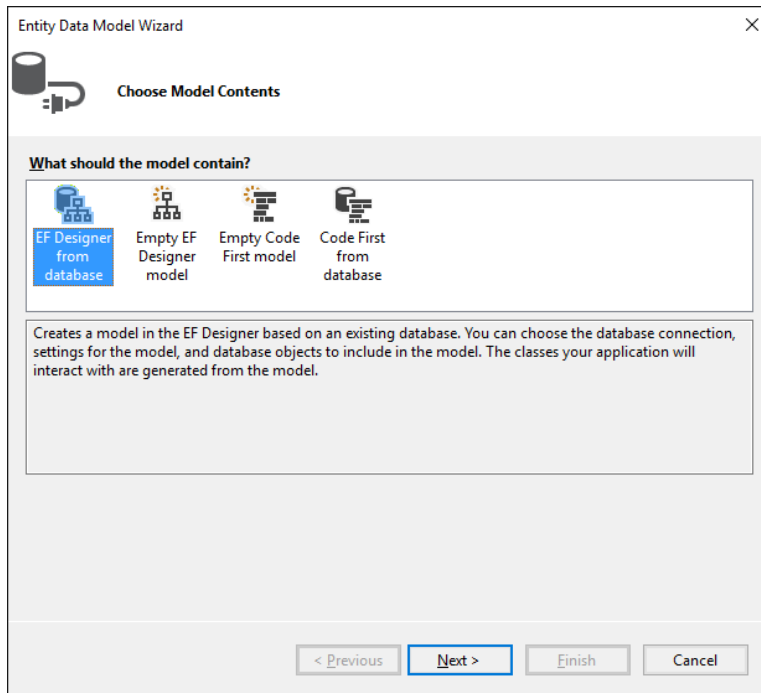 Entity Data Model Wizard
Choose Model Contents
What should the model contain?
EF Designer
from
database
Empty EF
Designer
model
Empty Code
First model
Code First
from
database
Creates a model in the EF Designer based on an existing database. You can choose the database connection,
settings for the model, and database objects to include in the model. The classes your application will
interact with are generated from the model.
< Previous
Next >
Finish
Cancel